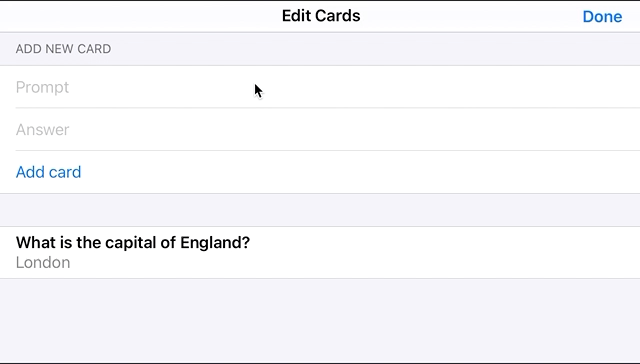 Edit Cards
Done
ADD NEW CARD
Prompt
Answer
Add card
What is the capital of England?
London